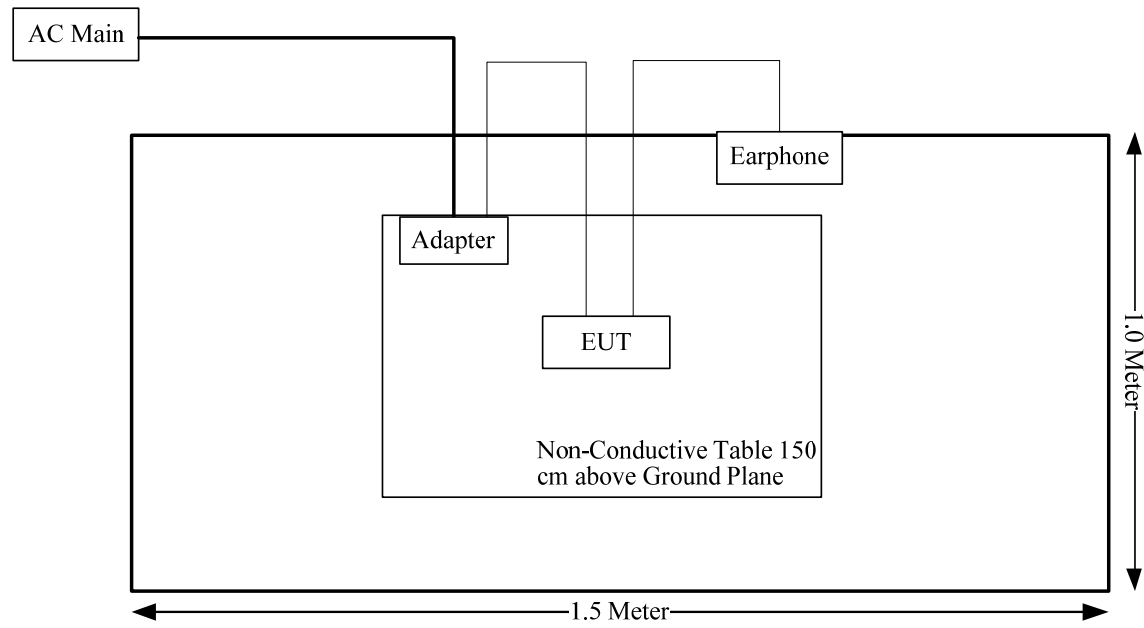 AC Main
Earphone
Adapter
EUT
1.0 Meter
Non-Conductive Table 150
cm above Ground Plane
1.5 Meter